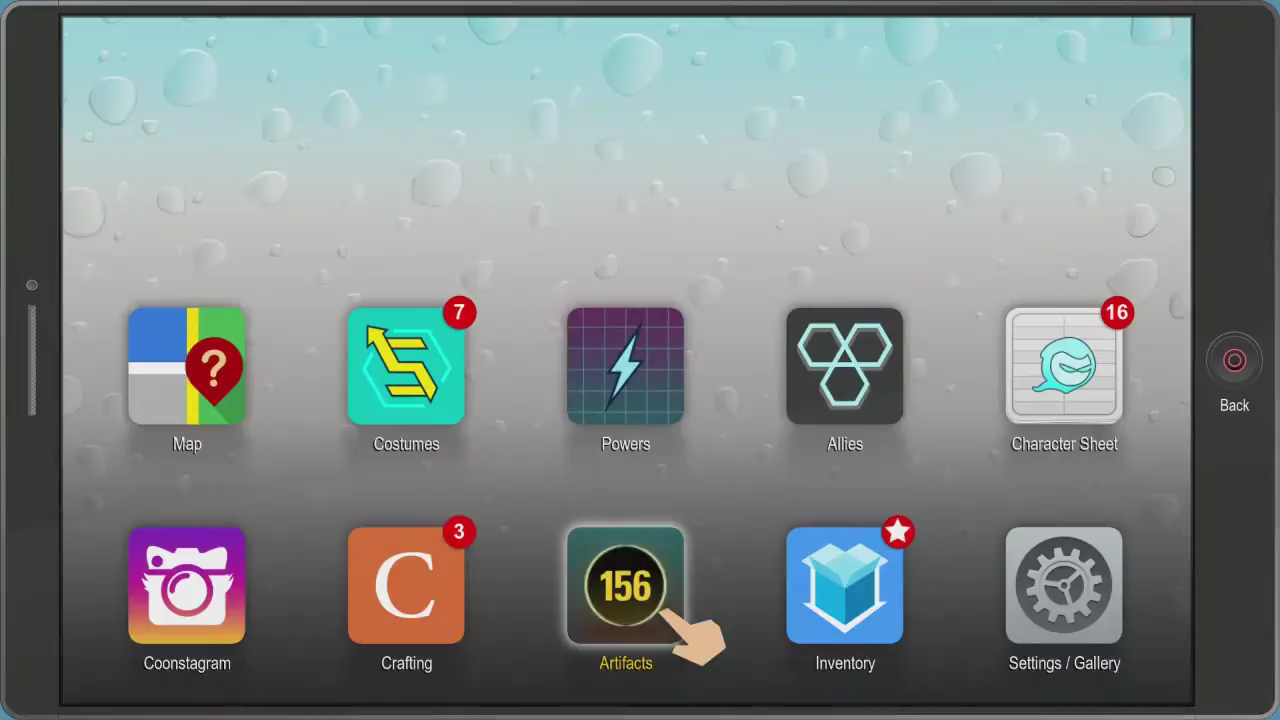 7
16
?
Map
Costumes
Powers
Allies
Character Sheet
Back
3
C
156
Coonstagram
Crafting
Artifacts
Inventory
Settings / Gallery